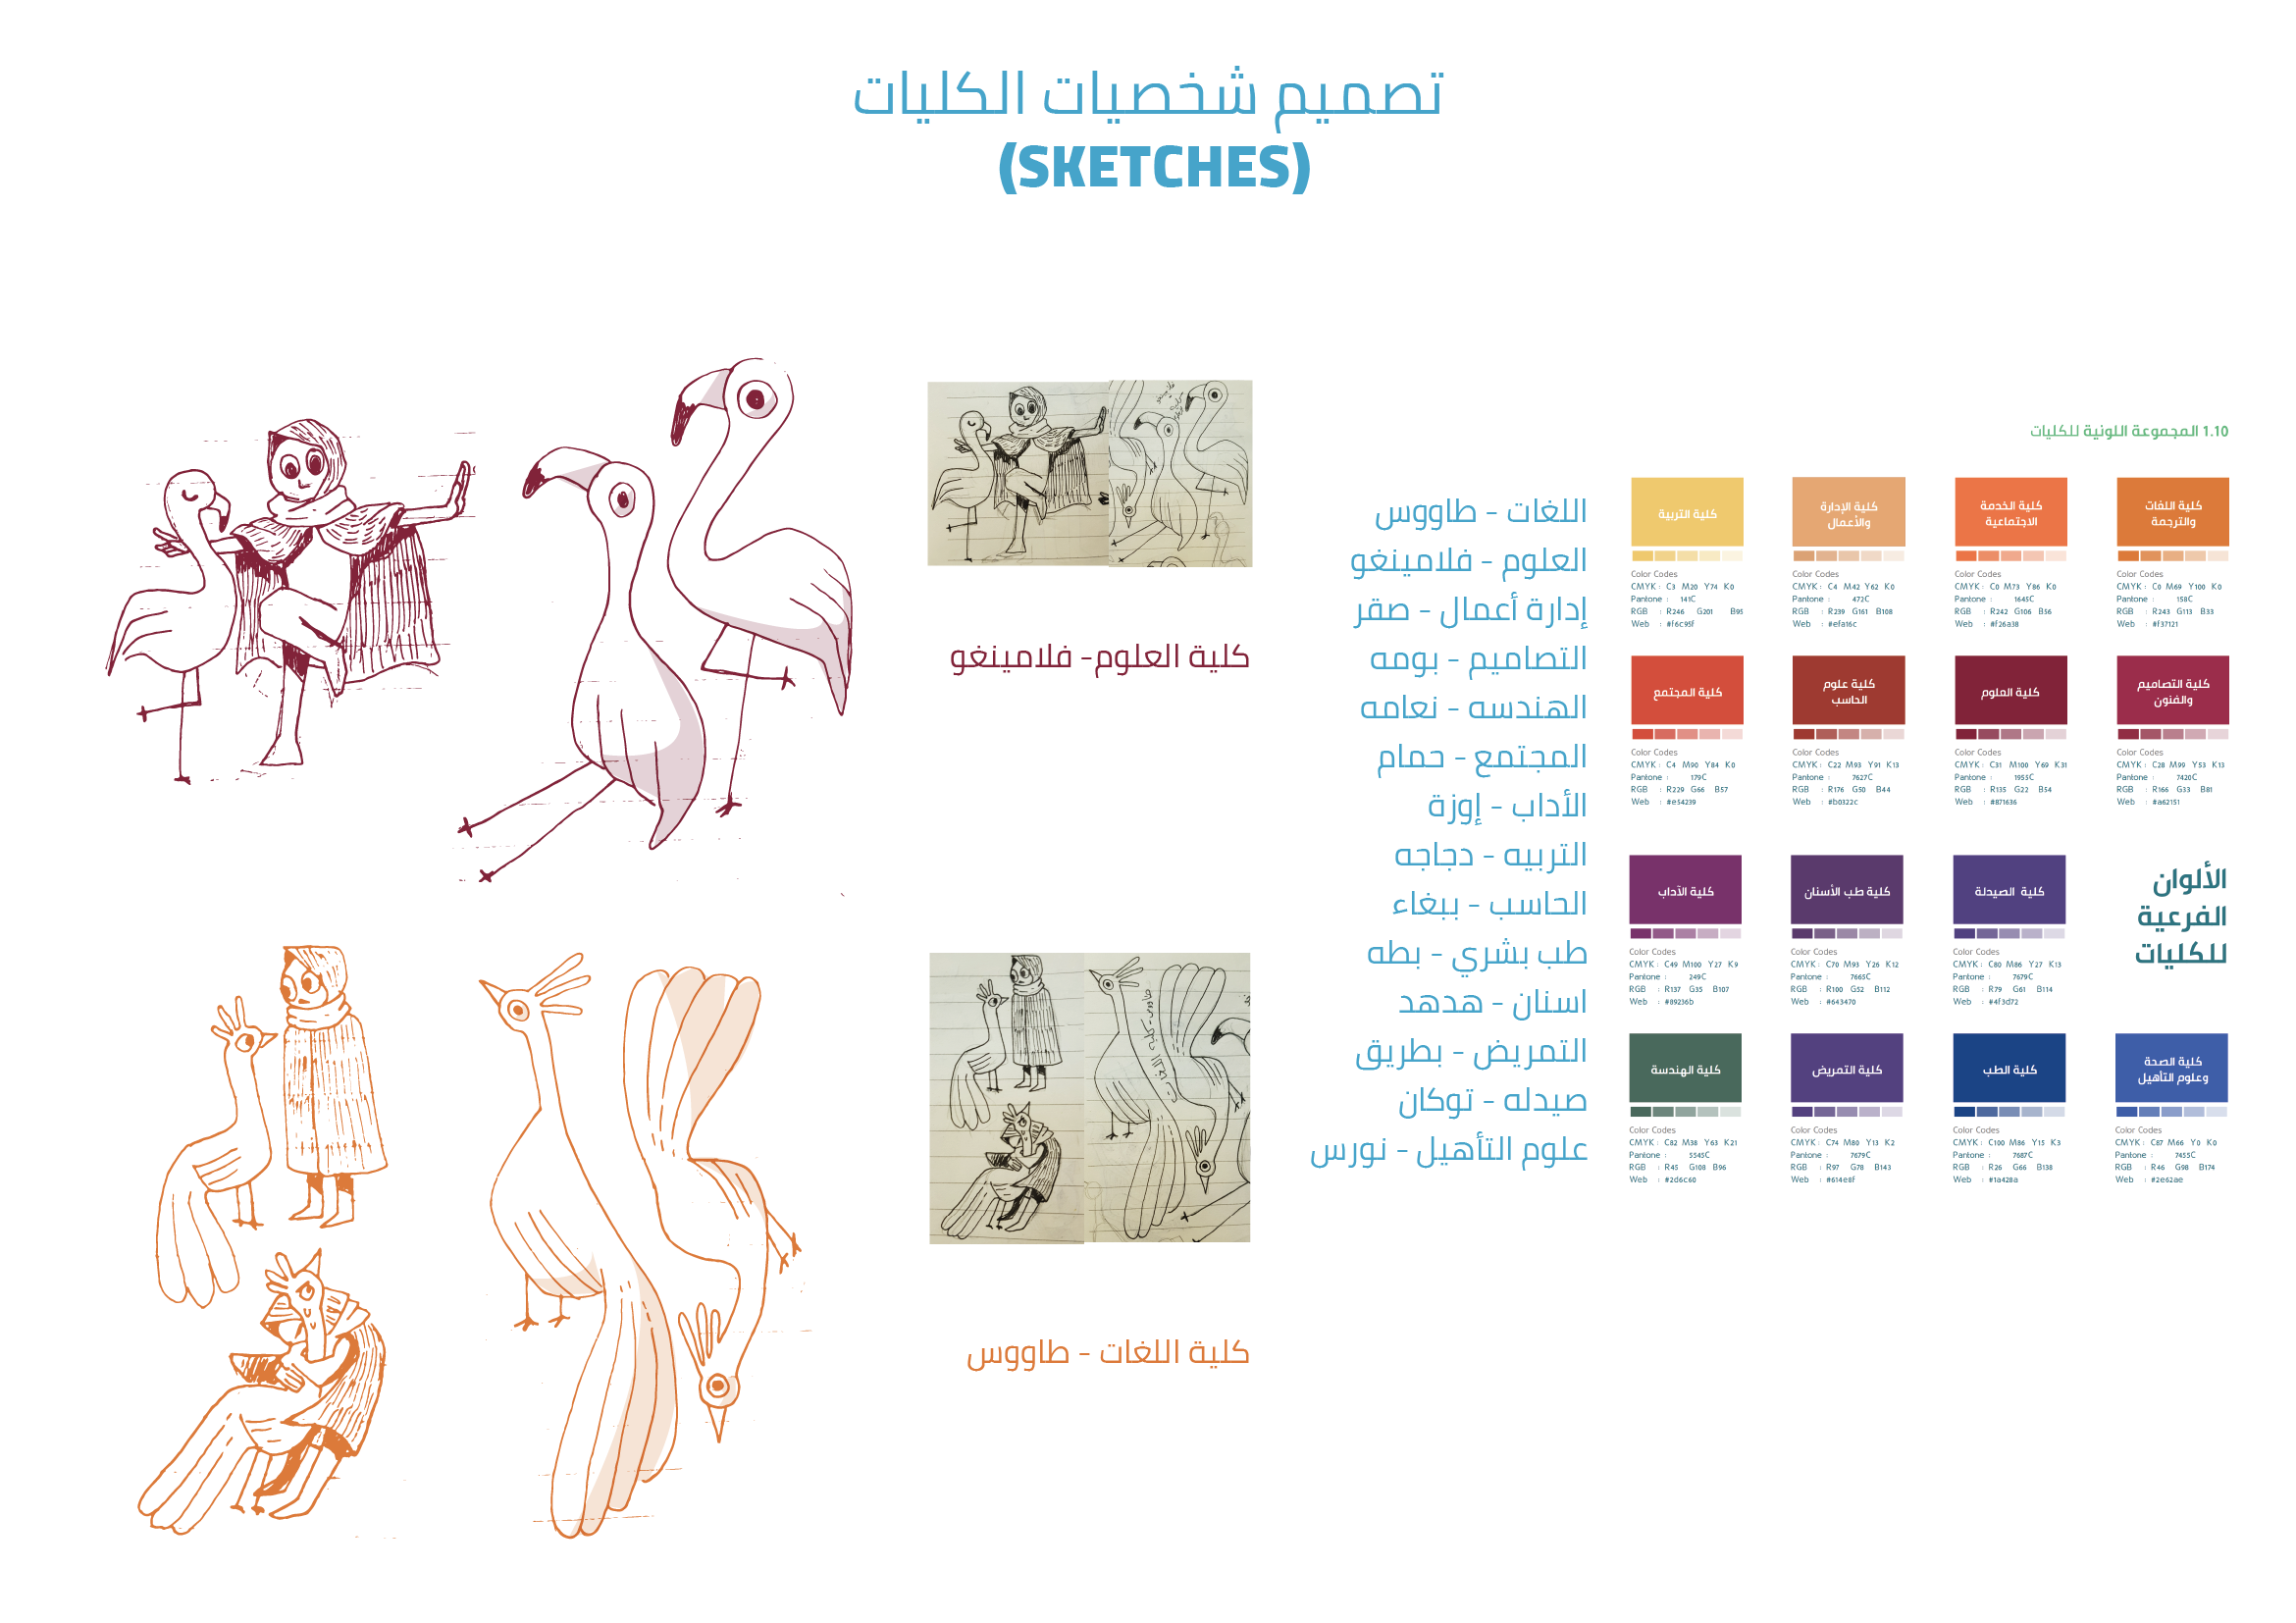 تصميم شخصيات الكليات
(SKETCHES)
1.10 المجموعة اللونية للكليات
كلية اللغات
والترجمة
Color Codes
CMYK : C0 M69 Y100 K0
Pantone : 158C
RGB : R243 G113 B33
Web : #f37121
كلية الخدمة
الاجتماعية
Color Codes
CMYK : C0 M73 Y86 K0
Pantone : 1645C
RGB : R242 G106 B56
Web : #f26a38
كلية الإدارة
والأعمال
Color Codes
CMYK : C4 M42 Y62 K0
Pantone : 472C
RGB : R239 G161 B108
Web : #efa16c
كلية التربية
Color Codes
CMYK : C3 M20 Y74 K0
Pantone : 141C
RGB : R246 G201 B95
Web : #f6c95f
كلية التصاميم
والفنون
Color Codes
CMYK : C28 M99 Y53 K13
Pantone : 7420C
RGB : R166 G33 B81
Web : #a62151
كلية العلوم
Color Codes
CMYK : C31 M100 Y69 K31
Pantone : 1955C
RGB : R135 G22 B54
Web : #871636
كلية علوم
الحاسب
Color Codes
CMYK : C22 M93 Y91 K13
Pantone : 7627C
RGB : R176 G50 B44
Web : #b0322c
كلية المجتمع
Color Codes
CMYK : C4 M90 Y84 K0
Pantone : 179C
RGB : R229 G66 B57
Web : #e54239
الألوان
الفرعية
للكليات
كلية الصيدلة
Color Codes
CMYK : C80 M86 Y27 K13
Pantone : 7679C
RGB : R79 G61 B114
Web : #4f3d72
كلية طب الأسنان
Color Codes
CMYK : C70 M93 Y26 K12
Pantone : 7665C
RGB : R100 G52 B112
Web : #643470
كلية الآداب
Color Codes
CMYK : C49 M100 Y27 K9
Pantone : 249C
RGB : R137 G35 B107
Web : #89236b
كلية الصحة
وعلوم التأهيل
Color Codes
CMYK : C87 M66 Y0 K0
Pantone : 7455C
RGB : R46 G98 B174
Web : #2e62ae
كلية الطب
Color Codes
CMYK : C100 M86 Y15 K3
Pantone : 7687C
RGB : R26 G66 B138
Web : #1a428a
كلية التمريض
Color Codes
CMYK : C74 M80 Y13 K2
Pantone : 7679C
RGB : R97 G78 B143
Web : #614e8f
كلية الهندسة
Color Codes
CMYK : C82 M38 Y63 K21
Pantone : 5545C
RGB : R45 G108 B96
Web : #2d6c60
اللغات - طاووس
العلوم - فلامينغو
إدارة أعمال - صقر
التصاميم - بومه
الهندسه - نعامه
المجتمع - حمام
الأداب - إوزة
التربيه - دجاجه
الحاسب - ببغاء
طب بشري - بطه
اسنان - هدهد
التمريض - بطريق
صيدله - توكان
علوم التأهيل - نورس
كلية العلوم- فلامينغو
كلية اللغات - طاووس